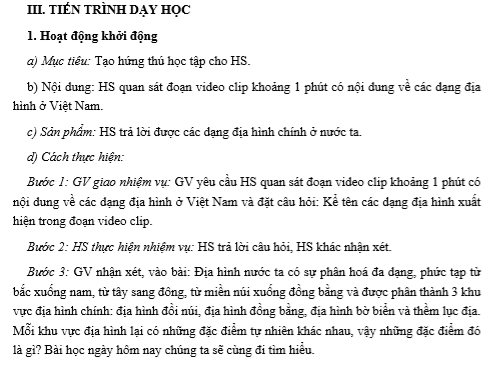 III. TIẾN TRÌNH DẠY HỌC
1. Hoạt động khởi động
a) Mục tiêu: Tạo hứng thú học tập cho HS.
b) Nội dung: HS quan sát đoạn video clip khoảng 1 phút có nội dung về các dạng địa
hình ở Việt Nam.
c) Sản phẩm: HS trả lời được các dạng địa hình chính ở nước ta.
d) Cách thực hiện:
Bước 1: GV giao nhiệm vụ: GV yêu cầu HS quan sát đoạn video clip khoảng 1 phút có
nội dung về các dạng địa hình ở Việt Nam và đặt câu hỏi: Kể tên các dạng địa hình xuất
hiện trong đoạn video clip.
Bước 2: HS thực hiện nhiệm vụ: HS trả lời câu hỏi, HS khác nhận xét.
Bước 3: GV nhận xét, vào bài: Địa hình nước ta có sự phân hoá đa dạng, phức tạp từ
bắc xuống nam, từ tây sang đông, từ miền núi xuống đồng bằng và được phân thành 3 khu
vực địa hình chính: địa hình đồi núi, địa hình đồng bằng, địa hình bờ biển và thềm lục địa.
Mỗi khu vực địa hình lại có những đặc điểm tự nhiên khác nhau, vậy những đặc điểm đó
là gì? Bài học ngày hôm nay chúng ta sẽ cùng đi tìm hiểu.